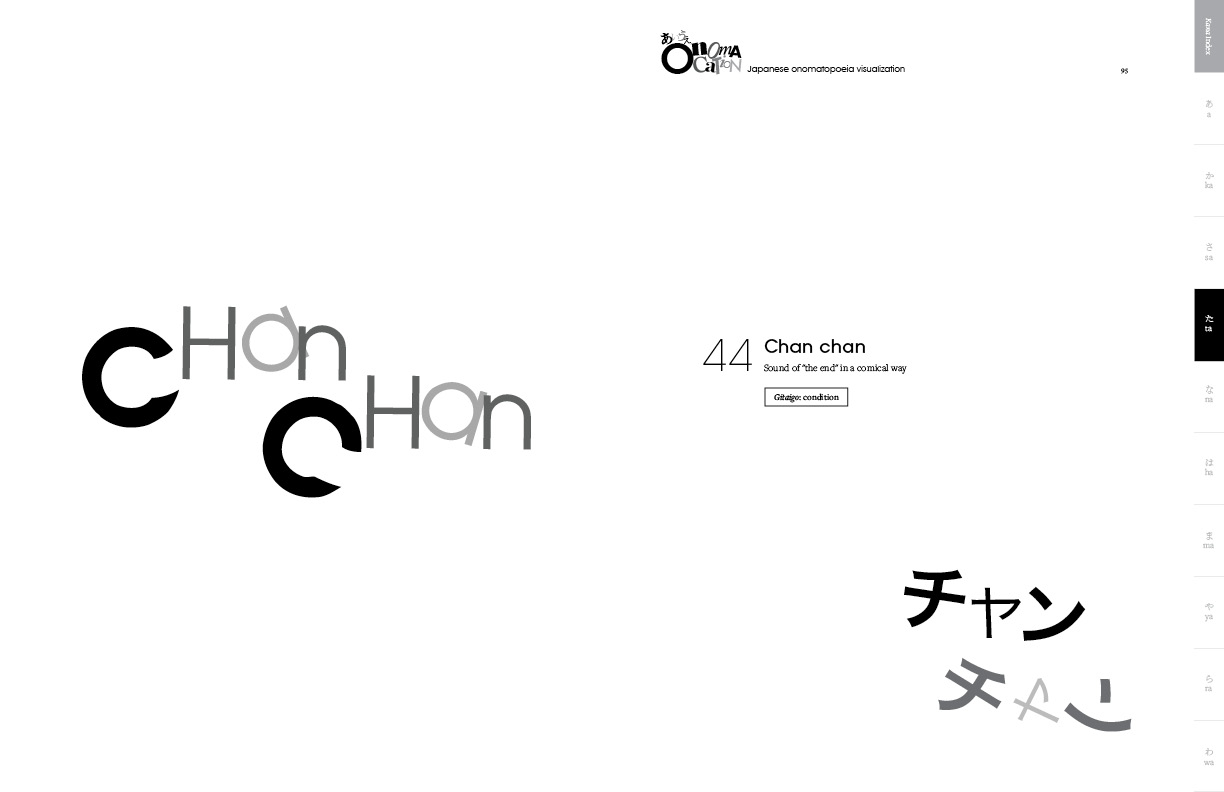 CHan
CHan
あいうえ
OnomA
CaTioN
Japanese onomatopoeia visualization
95
44
Chan chan
Sound of "the end" in a comical way
Gitaigo: condition
チャン
チャン
Kana Index
あ
a
か
ka
さ
sa
た
ta
な
na
は
ha
ま
ma
や
ya
ら
ra
わ
wa